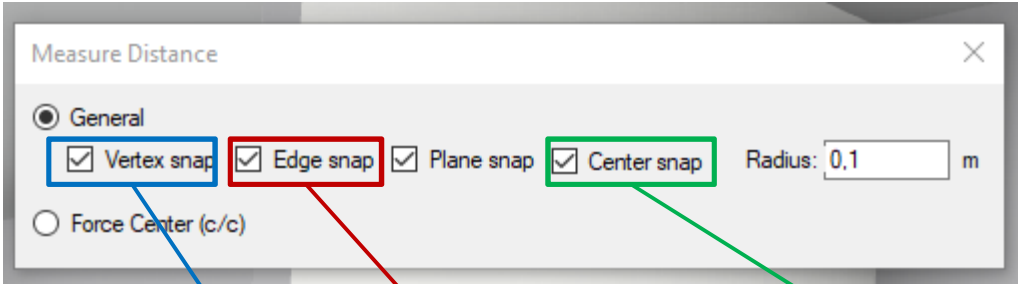 Measure Distance
General
Vertex snap Edge snap Plane snap Center snap Radius: 0,1 m
Force Center (c/c)